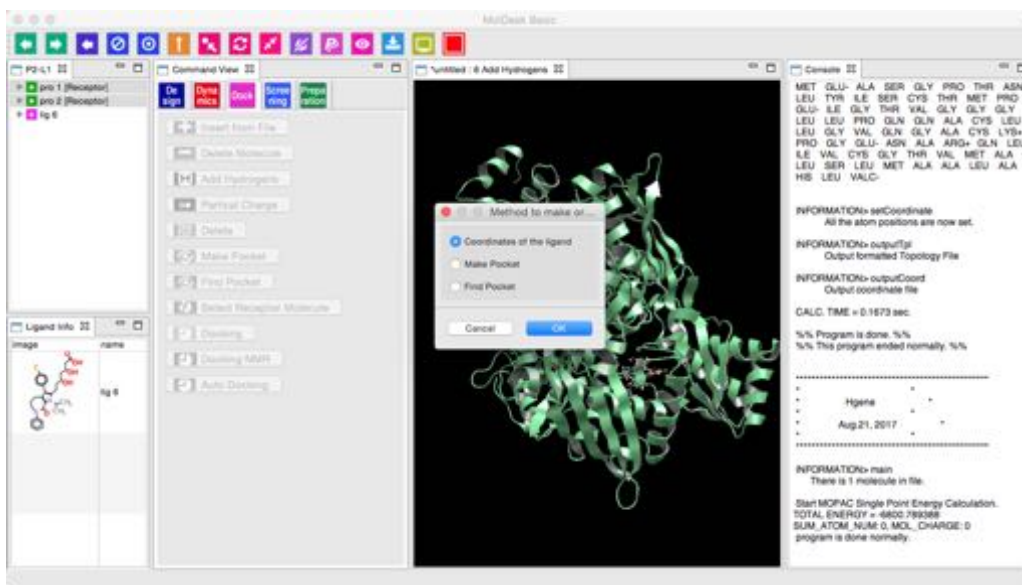 MolDesk Basic
P2-L1
pro 1 [Receptor]
pro 2 [Receptor]
lig 6
Command View
De sign
Dyna mics
Dock
Scree ning
Prepa ration
Insert from File
Delete Molecule
Add Hydrogens
Partical Charge
Delete
Make Pocket
Find Pocket
Select Receptor Molecule
Docking
Docking NMR
Auto Docking
Ligand Info
image name
lig 6
*untitled : 6 Add Hydrogens
Method to make or...
Coordinates of the ligand
Make Pocket
Find Pocket
Cancel OK
Console
MET GLU- ALA SER GLY PRO THR ASN
LEU TYR ILE SER CYS THR MET PRO
GLU- ILE GLY THR VAL GLY GLY GLY
LEU LEU PRO GLN GLN ALA CYS LEU
LEU GLY VAL GLN GLY ALA CYS LYS+
PRO GLY GLU- ASN ALA ARG+ GLN LEU
ILE VAL CYS GLY THR VAL MET ALA
LEU SER LEU MET ALA ALA LEU ALA
HIS LEU VALC-
INFORMATION> setCoordinate
All the atom positions are now set.
INFORMATION> outputTpl
Output formatted Topology File
INFORMATION> outputCoord
Output coordinate file
CALC. TIME = 0.1673 sec.
%% Program is done. %%
%% This program ended normally. %%
Hgene
Aug.21, 2017
INFORMATION> main
There is 1 molecule in file.
Start MOPAC Single Point Energy Calculation.
TOTAL ENERGY = -6800.789388
SUM_ATOM_NUM: 0, MOL_CHARGE: 0
program is done normally.